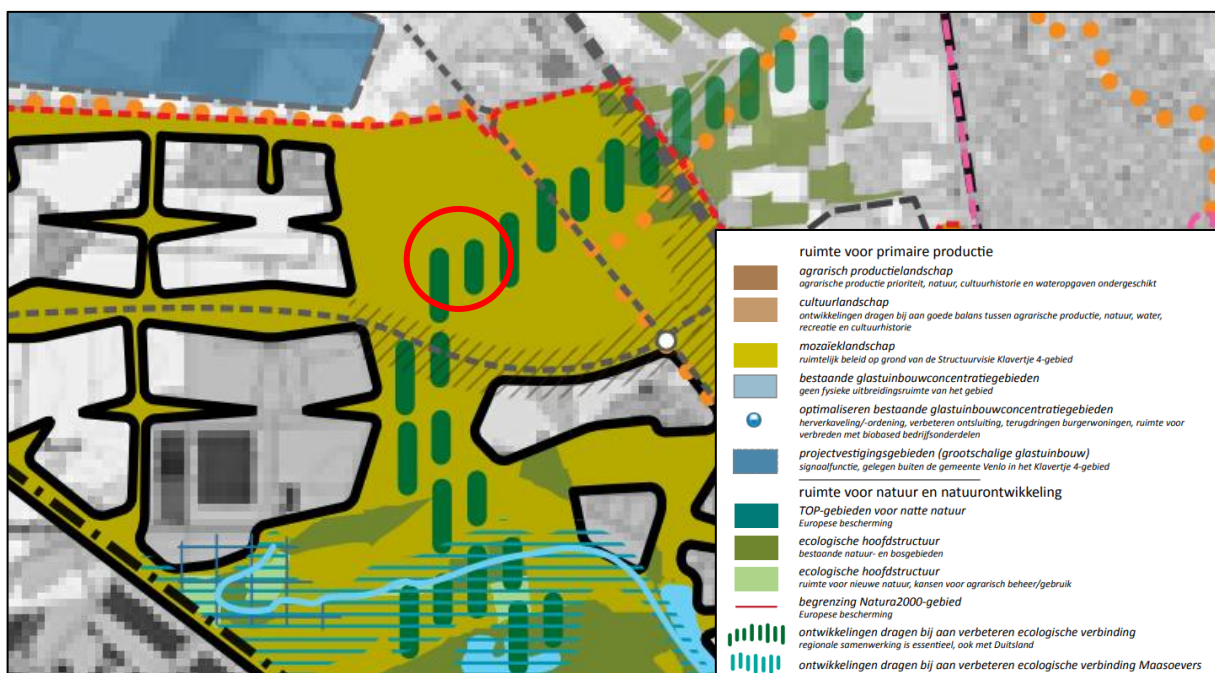 ruimte voor primaire productie
agrarisch productielandschap
agrarische productie prioriteit, natuur, cultuurhistorie en wateropgaven ondergeschikt
cultuurlandschap
ontwikkelingen dragen bij aan goede balans tussen agrarische productie, natuur, water,
recreatie en cultuurhistorie
mozaïeklandschap
ruimtelijk beleid op grond van de Structuurvisie Klavertje 4-gebied
bestaande glastuinbouwconcentratiegebieden
geen fysieke uitbreidingsruimte van het gebied
optimaliseren bestaande glastuinbouwconcentratiegebieden
herverkaveling/-ordening, verbeteren ontsluiting, terugdringen burgerwoningen, ruimte voor
verbreden met biobased bedrijfsonderdelen
projectvestigingsgebieden (grootschalige glastuinbouw)
signaalfunctie, gelegen buiten de gemeente Venlo in het Klavertje 4-gebied
ruimte voor natuur en natuurontwikkeling
TOP-gebieden voor natte natuur
Europese bescherming
ecologische hoofdstructuur
bestaande natuur- en bosgebieden
ecologische hoofdstructuur
ruimte voor nieuwe natuur, kansen voor agrarisch beheer/gebruik
begrenzing Natura2000-gebied
Europese bescherming
ontwikkelingen dragen bij aan verbeteren ecologische verbinding
regionale samenwerking is essentieel, ook met Duitsland
ontwikkelingen dragen bij aan verbeteren ecologische verbinding Maasoevers